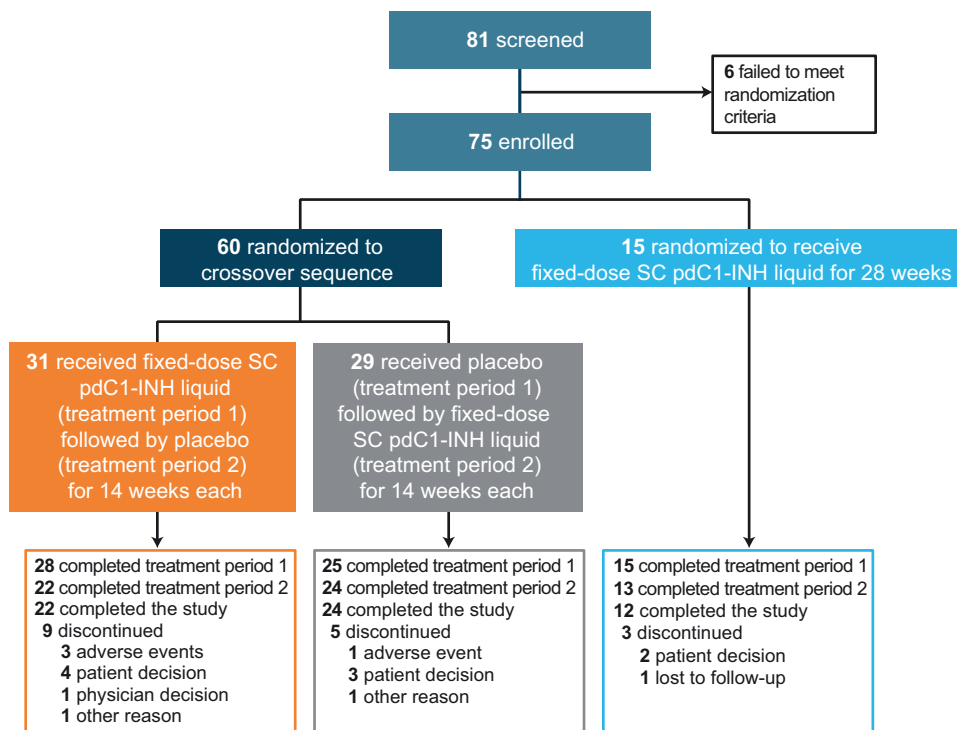 81 screened
6 failed to meet
randomization
criteria
75 enrolled
60 randomized to
crossover sequence
15 randomized to receive
fixed-dose SC pdC1-INH liquid for 28 weeks
31 received fixed-dose SC
pdC1-INH liquid
(treatment period 1)
followed by placebo
(treatment period 2)
for 14 weeks each
29 received placebo
(treatment period 1)
followed by fixed-dose
SC pdC1-INH liquid
(treatment period 2)
for 14 weeks each
28 completed treatment period 1
22 completed treatment period 2
22 completed the study
9 discontinued
3 adverse events
4 patient decision
1 physician decision
1 other reason
25 completed treatment period 1
24 completed treatment period 2
24 completed the study
5 discontinued
1 adverse event
3 patient decision
1 other reason
15 completed treatment period 1
13 completed treatment period 2
12 completed the study
3 discontinued
2 patient decision
1 lost to follow-up